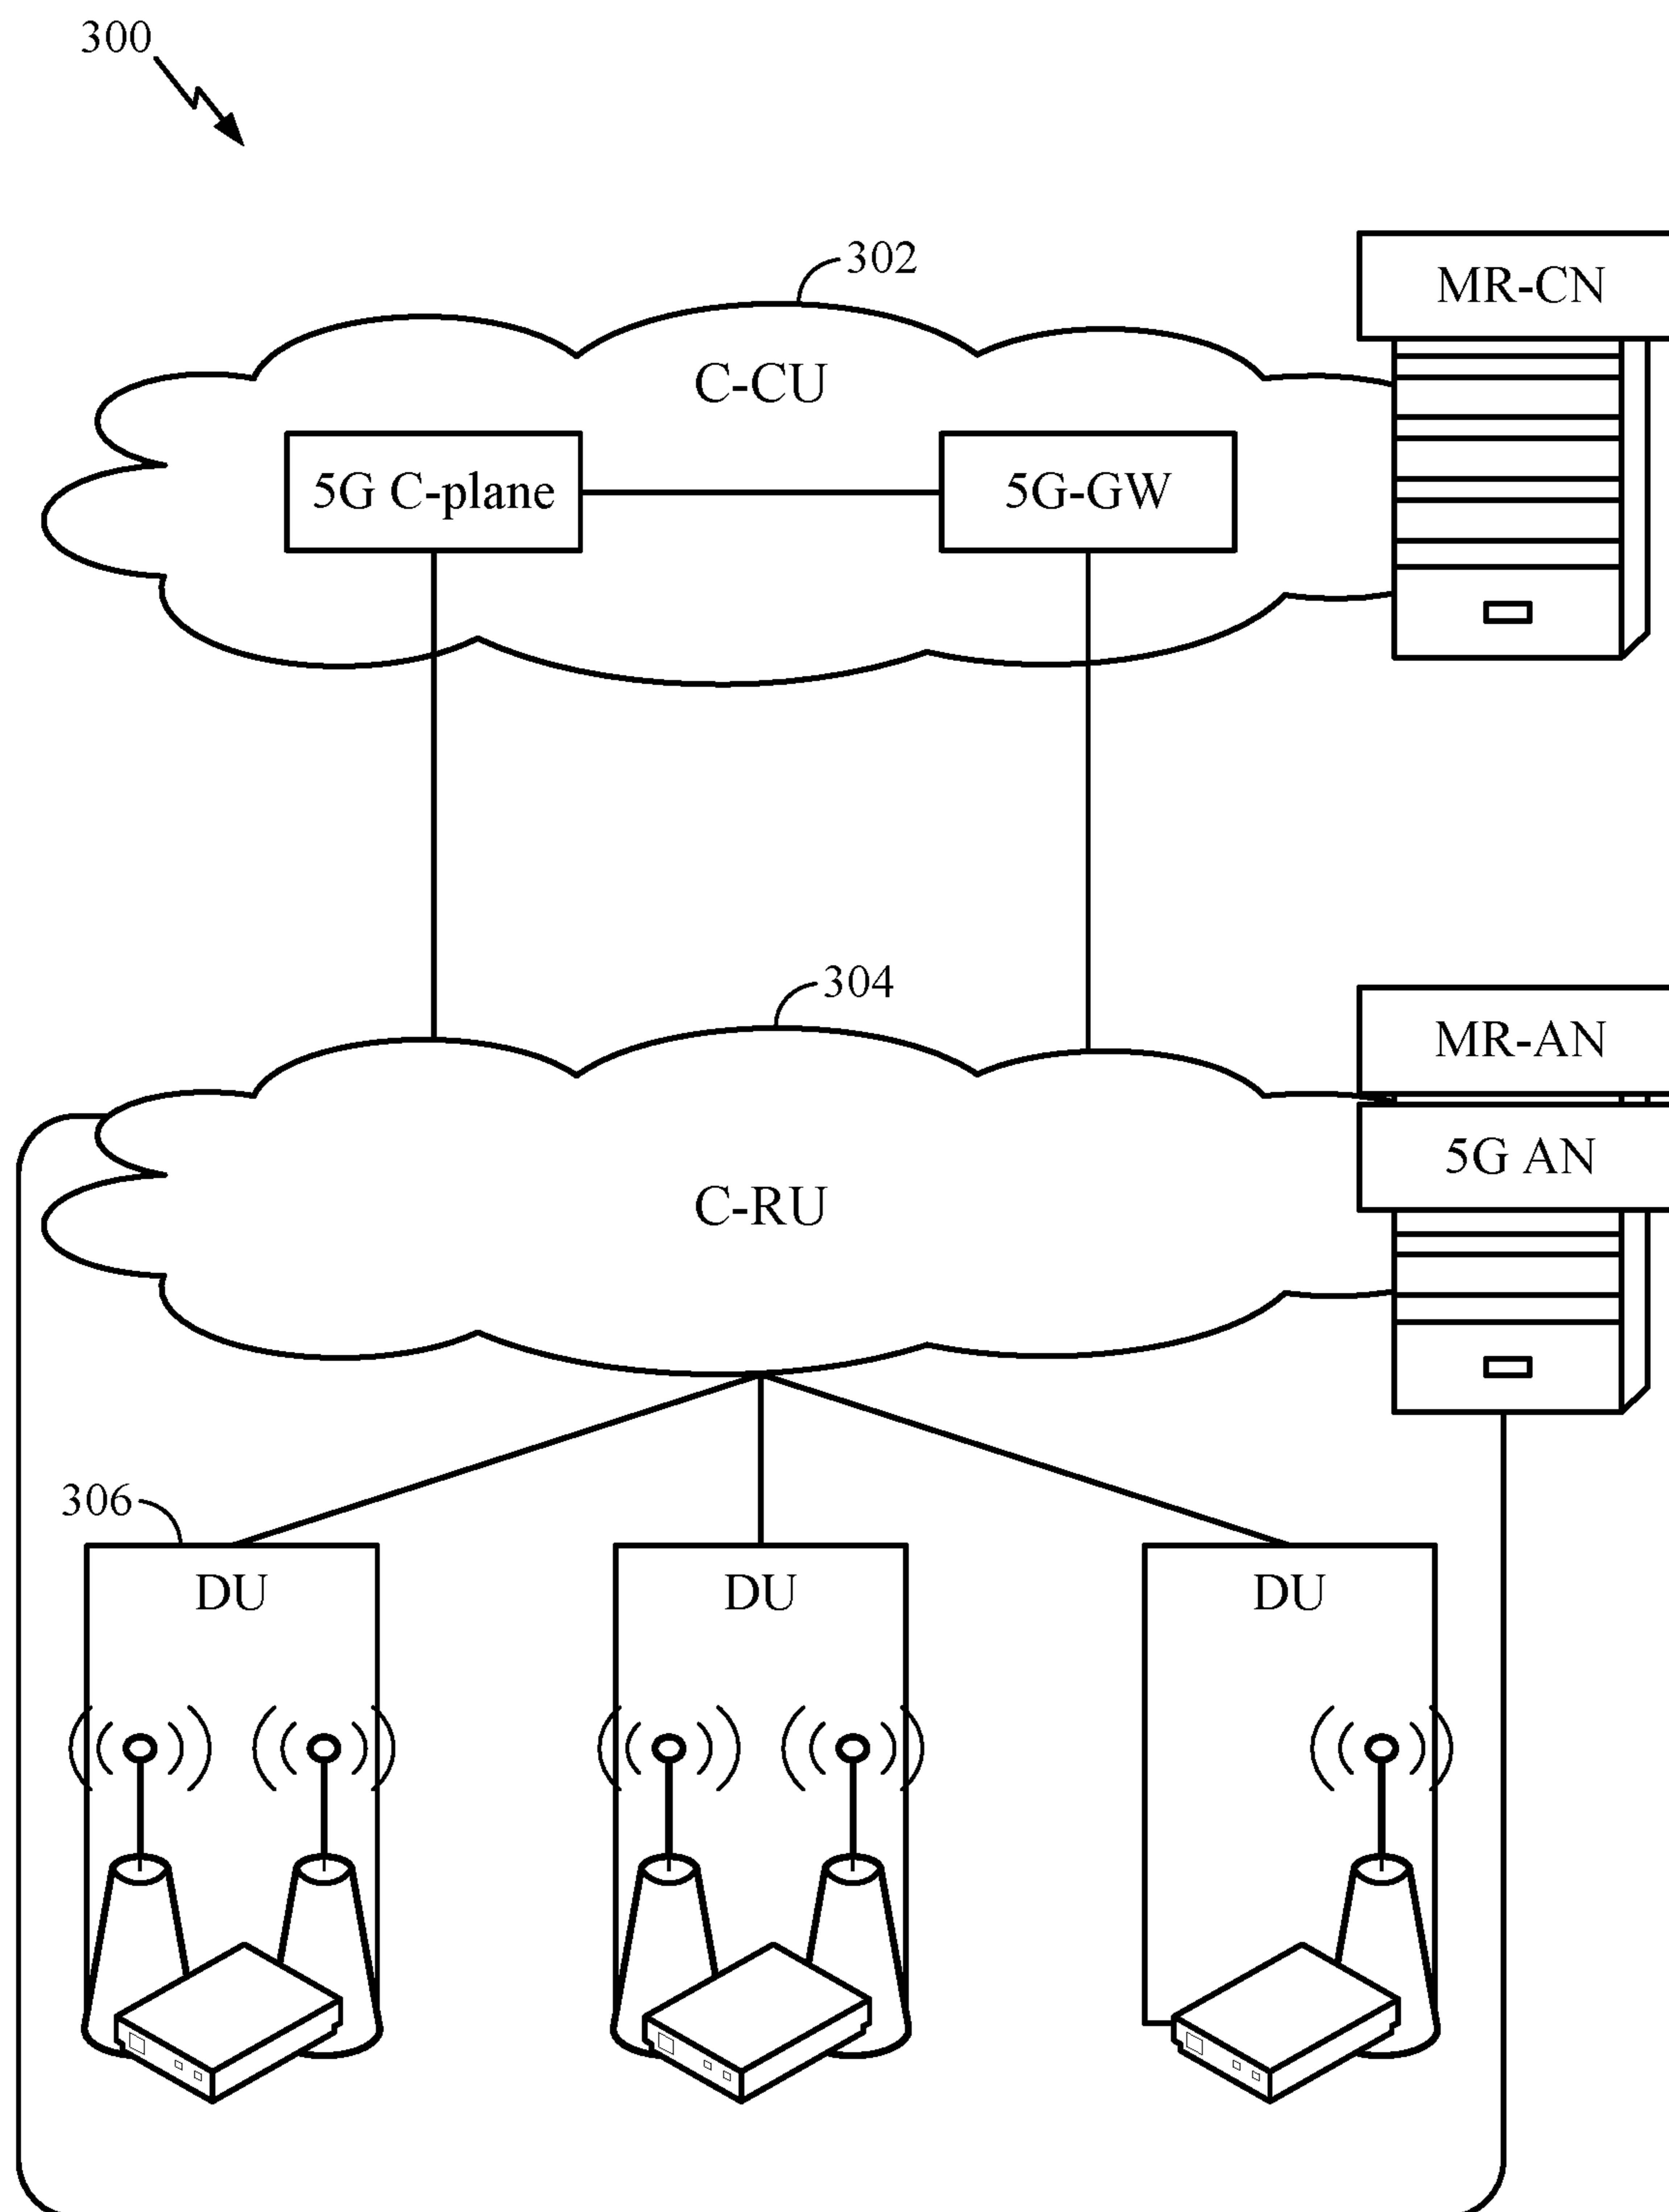 300
302
MR-CN
C-CU
5G C-plane
5G-GW
304
MR-AN
5G AN
C-RU
306
DU
DU
DU